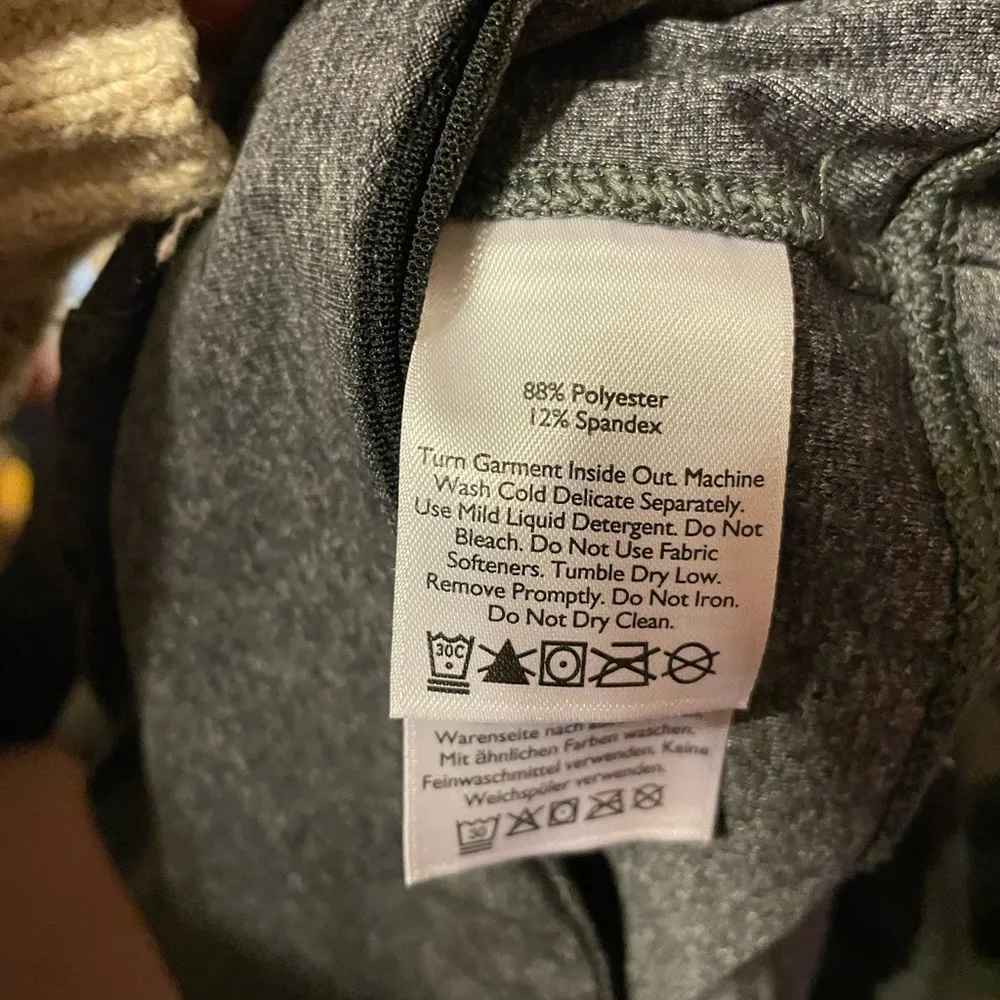 88% Polyester
12% Spandex
Turn Garment Inside Out. Machine
Wash Cold Delicate Separately.
Use Mild Liquid Detergent. Do Not
Bleach. Do Not Use Fabric
Softeners. Tumble Dry Low.
Remove Promptly. Do Not Iron.
Do Not Dry Clean.
30C
Warenseite nach
Mit ähnlichen Farben waschen.
Feinwaschmittel verwenden. Keine
Weichspüler verwenden.
30